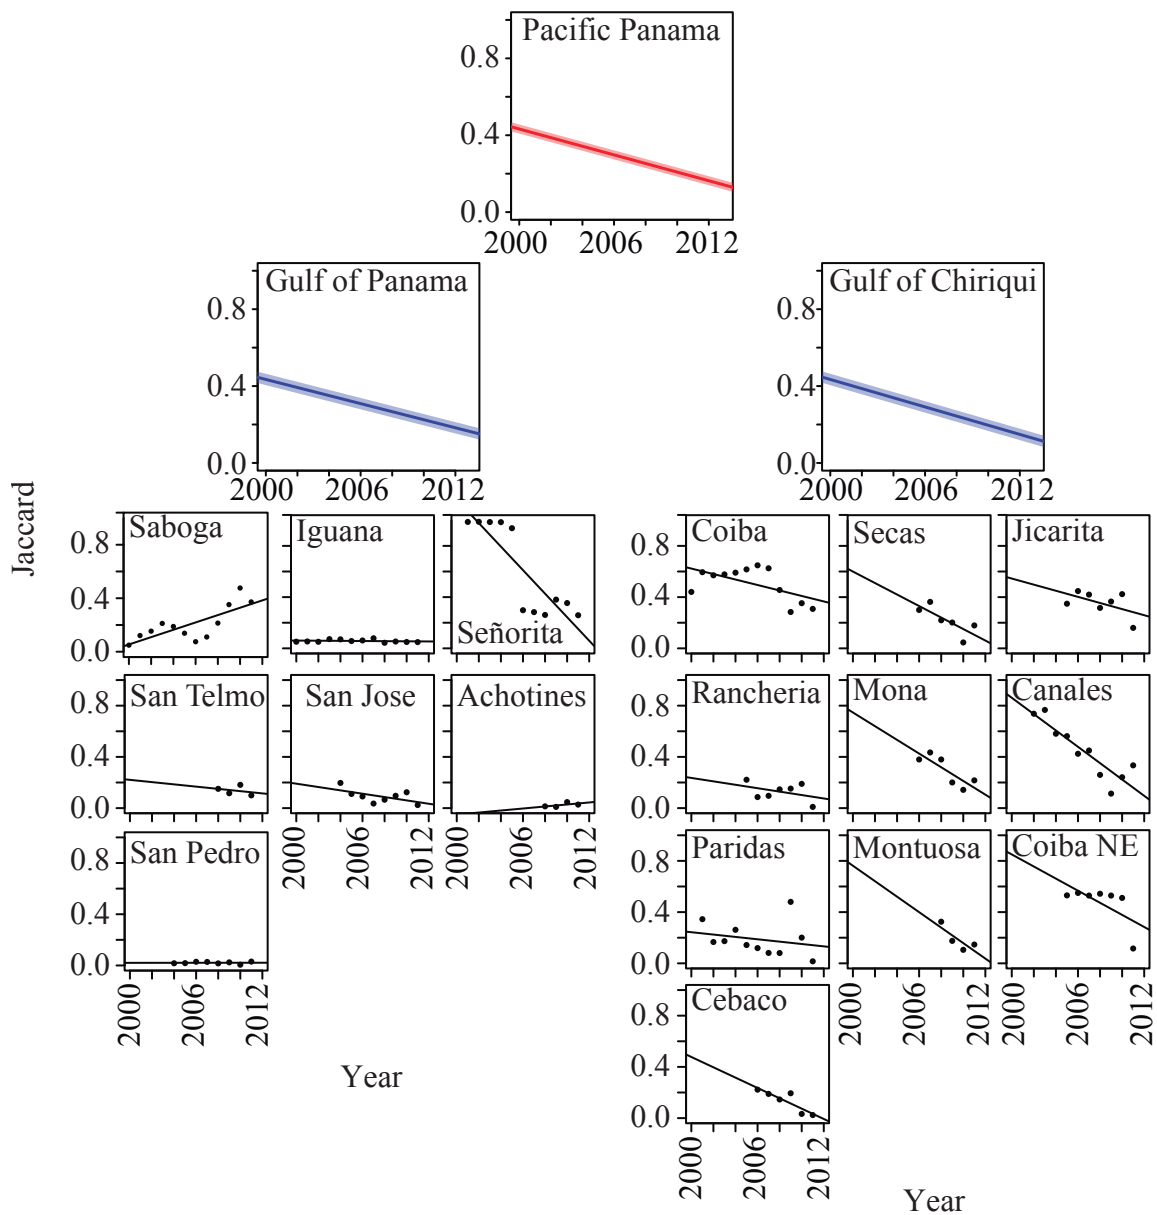 Pacific Panama
0.8
0.4
0.0
2000 2006 2012
Gulf of Panama
0.8
0.4
0.0
2000 2006 2012
Gulf of Chiriqui
0.8
0.4
0.0
2000 2006 2012
Jaccard
Saboga
Iguana
Señorita
0.8
0.4
0.0
San Telmo
San Jose
Achotines
0.8
0.4
0.0
2000 2006 2012
2000 2006 2012
San Pedro
0.8
0.4
0.0
2000 2006 2012
Year
Coiba
Secas
Jicarita
0.8
0.4
0.0
Rancheria
Mona
Canales
0.8
0.4
0.0
Paridas
Montuosa
Coiba NE
0.8
0.4
0.0
2000 2006 2012
2000 2006 2012
Cebaco
0.8
0.4
0.0
2000 2006 2012
Year